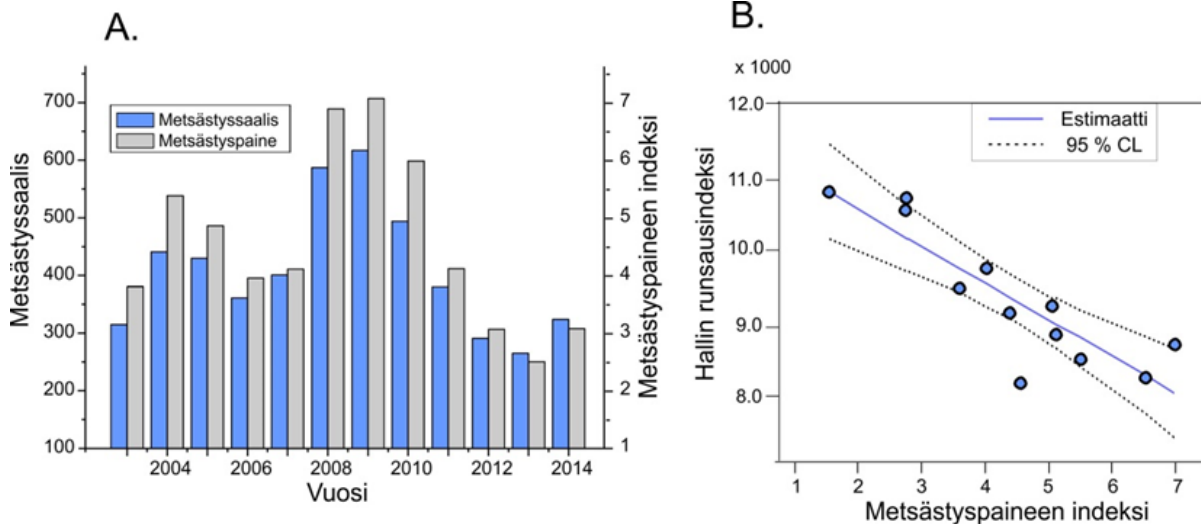 A.
Metsästyssaalis
700
600
500
400
300
200
100
Metsästyssaalis
Metsästyspaine
7
6
5
4
3
2
1
Metsästyspaineen indeksi
2004
2006
2008
2010
2012
2014
Vuosi
B.
x 1000
Hallin runsausindeksi
12.0
11.0
10.0
9.0
8.0
Estimaatti
95 % CL
1
2
3
4
5
6
7
Metsästyspaineen indeksi